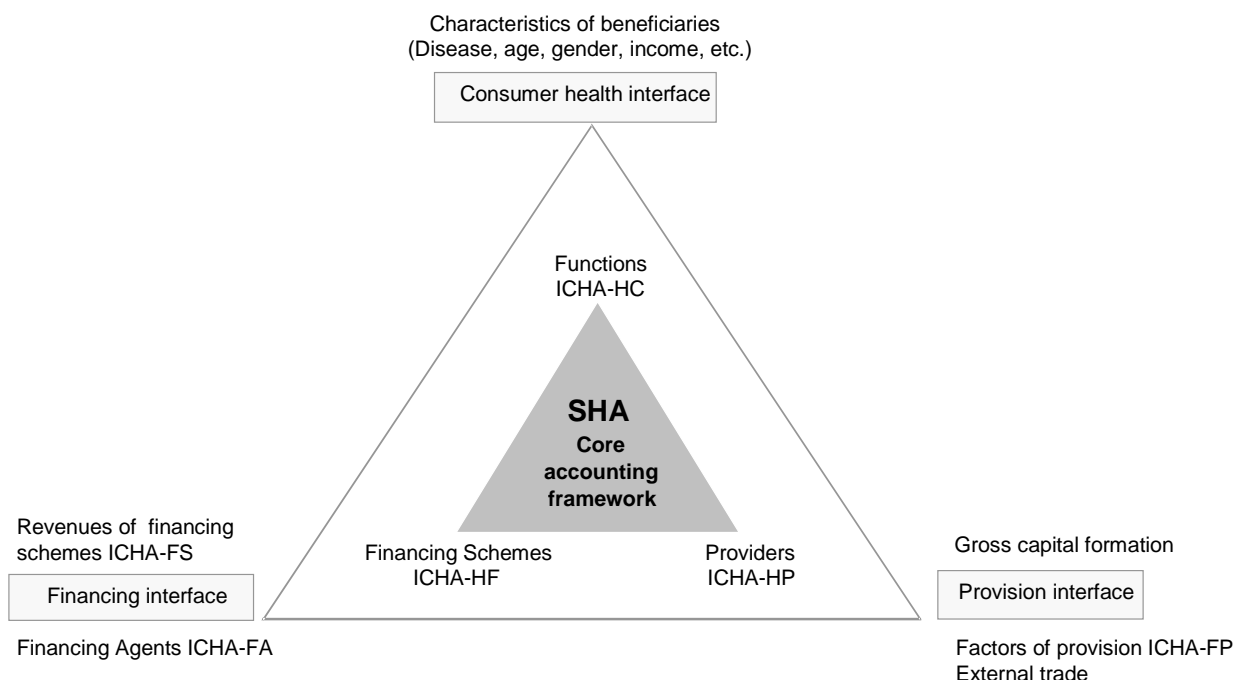 Characteristics of beneficiaries
(Disease, age, gender, income, etc.)
Consumer health interface
Functions
ICHA-HC
SHA
Core
accounting
framework
Revenues of financing
schemes ICHA-FS
Financing interface
Financing Agents ICHA-FA
Financing Schemes
ICHA-HF
Providers
ICHA-HP
Gross capital formation
Provision interface
Factors of provision ICHA-FP
External trade